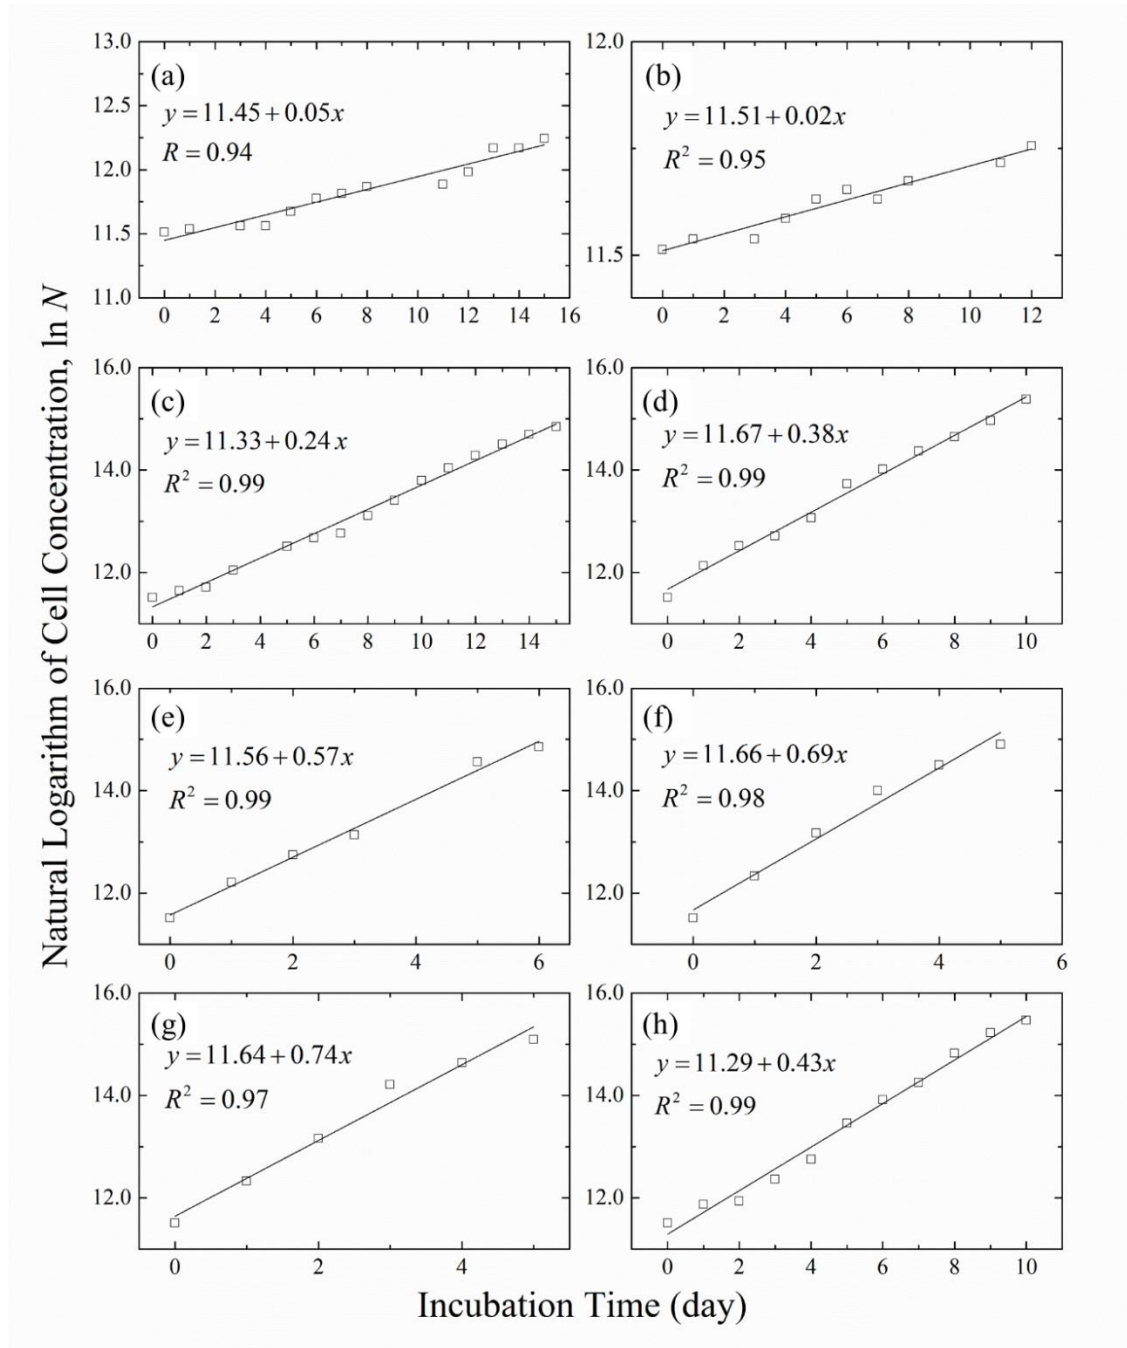 Natural Logarithm of Cell Concentration, ln N
13.0
12.5
12.0
11.5
11.0
(a)
y = 11.45 + 0.05x
R = 0.94
0 2 4 6 8 10 12 14 16
12.0
11.5
(b)
y = 11.51 + 0.02x
R² = 0.95
0 2 4 6 8 10 12
16.0
14.0
12.0
(c)
y = 11.33 + 0.24x
R² = 0.99
0 2 4 6 8 10 12 14
16.0
14.0
12.0
(d)
y = 11.67 + 0.38x
R² = 0.99
0 2 4 6 8 10
16.0
14.0
12.0
(e)
y = 11.56 + 0.57x
R² = 0.99
0 2 4 6
16.0
14.0
12.0
(f)
y = 11.66 + 0.69x
R² = 0.98
0 2 4 6
16.0
14.0
12.0
(g)
y = 11.64 + 0.74x
R² = 0.97
0 2 4
16.0
14.0
12.0
(h)
y = 11.29 + 0.43x
R² = 0.99
0 2 4 6 8 10
Incubation Time (day)